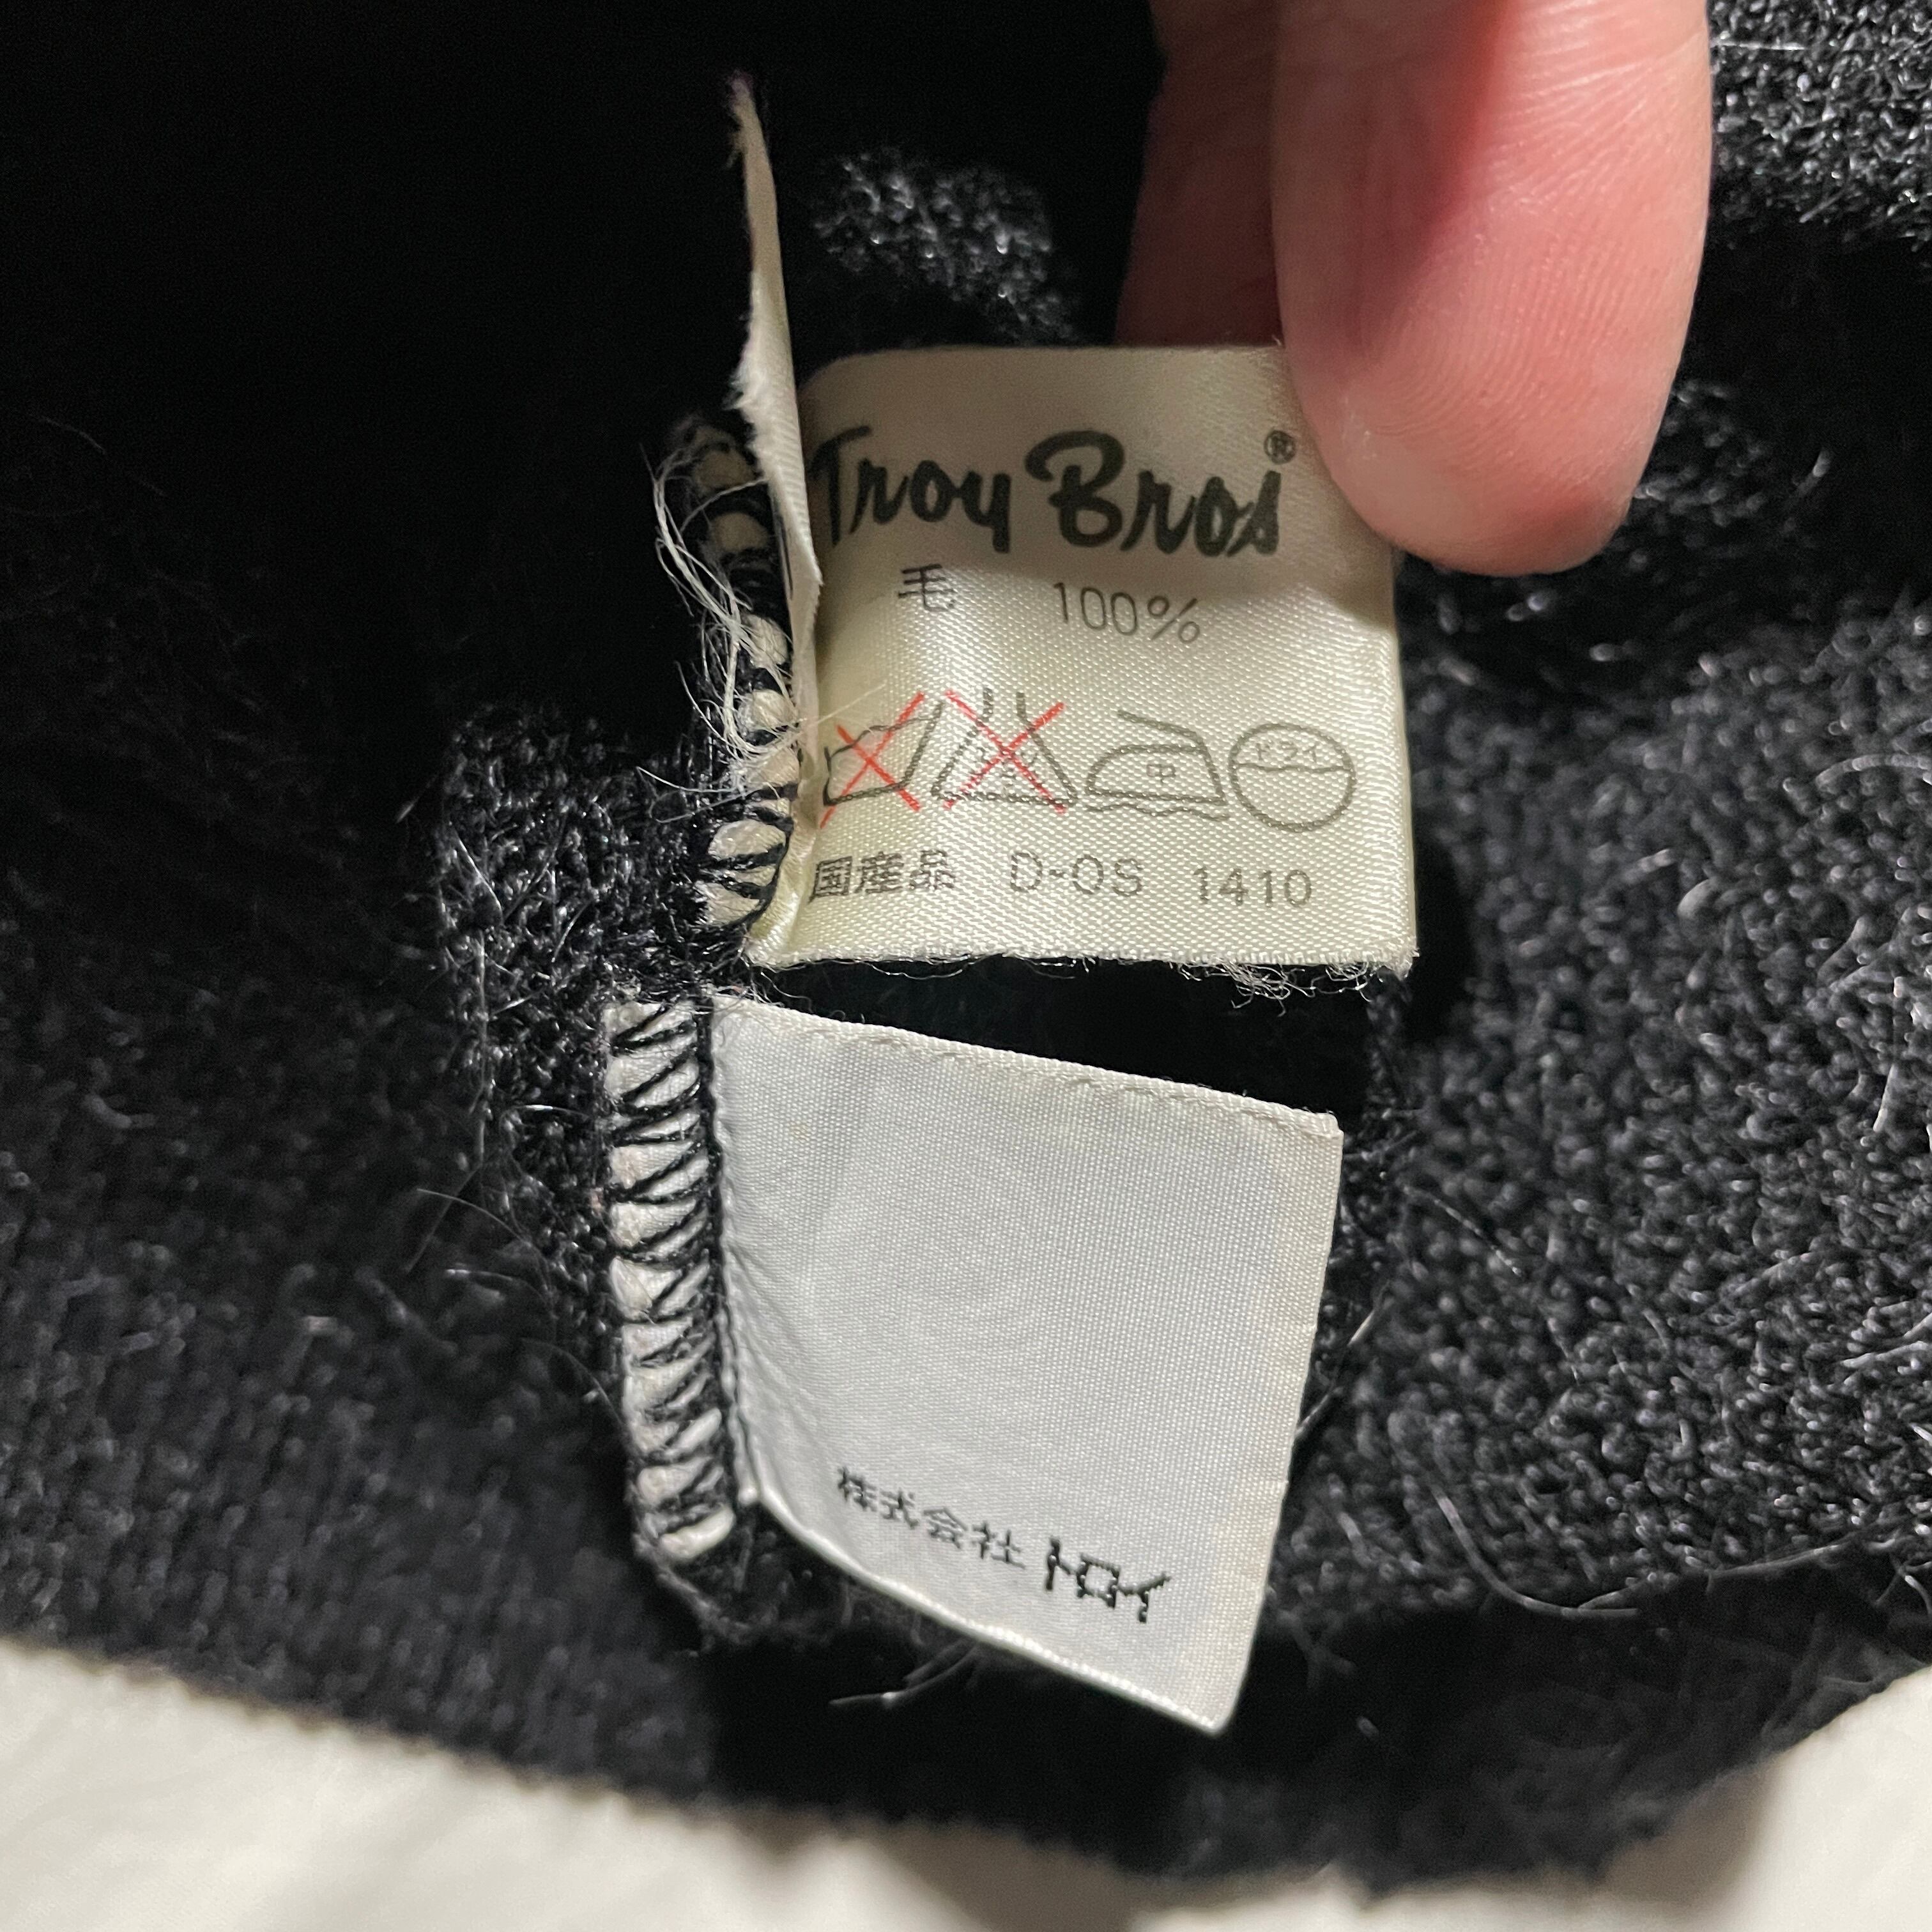 Troy Bros®
毛 100%
中 ドライ
国産品 D-OS 1410
株式会社 トロイ